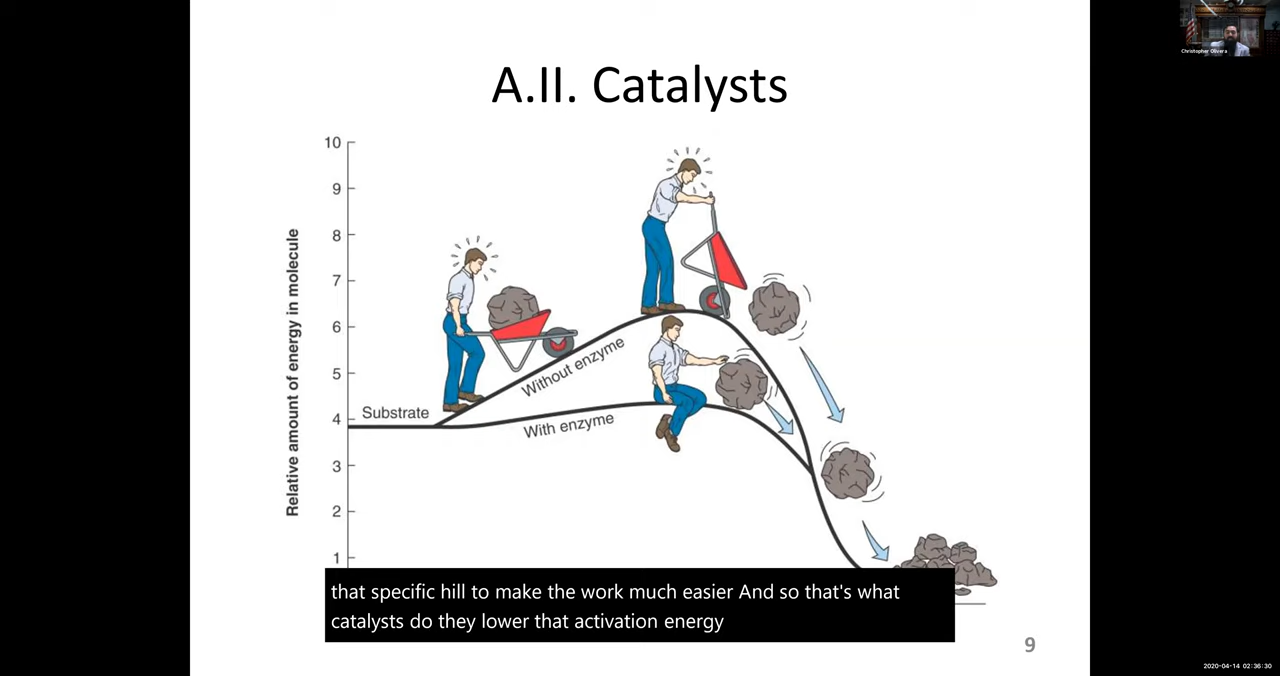 Christopher Olivera
A.II. Catalysts
Relative amount of energy in molecule
10
9
8
7
6
5
4
3
2
1
Substrate
Without enzyme
With enzyme
that specific hill to make the work much easier And so that's what
catalysts do they lower that activation energy
9
2020-04-14 02:36:30